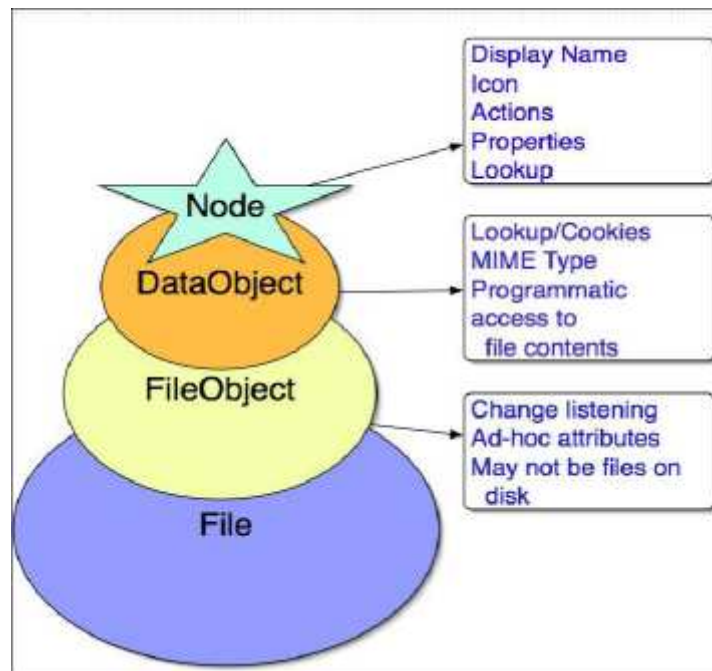 Display Name
Icon
Actions
Properties
Lookup
Node
Lookup/Cookies
MIME Type
Programmatic
access to
file contents
DataObject
FileObject
Change listening
Ad-hoc attributes
May not be files on
disk
File